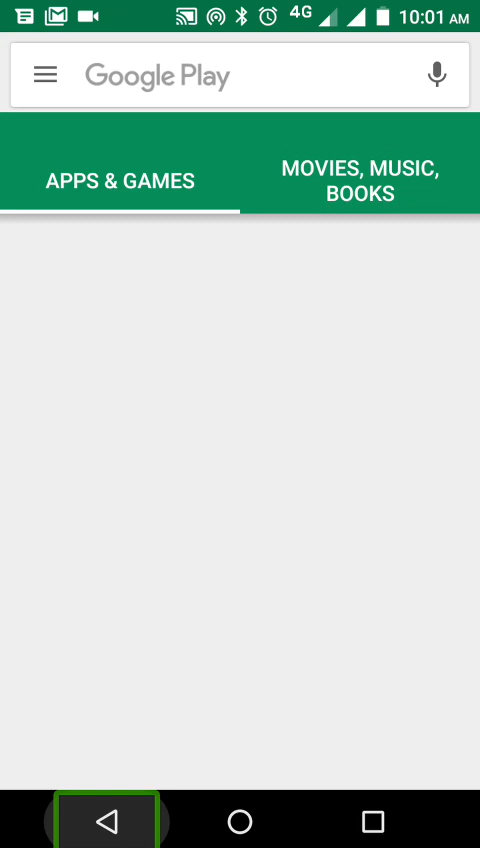 4G 10:01 AM
Google Play
APPS & GAMES
MOVIES, MUSIC,
BOOKS